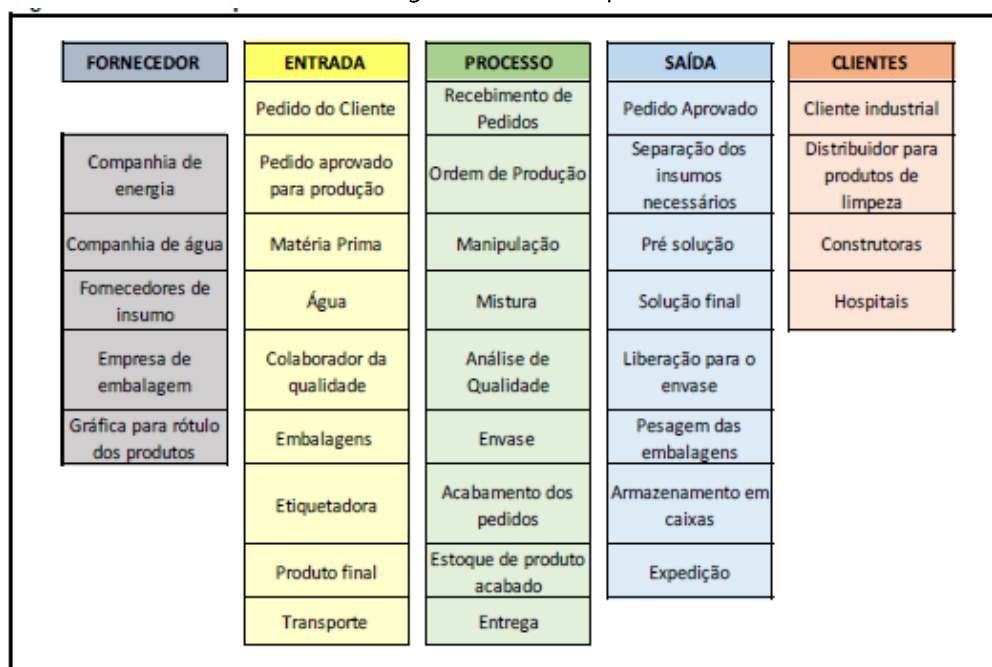 FORNECEDOR ENTRADA PROCESSO SAÍDA CLIENTES
Pedido do Cliente
Recebimento de
Pedidos
Pedido Aprovado
Cliente industrial
Companhia de
energia
Pedido aprovado
para produção
Ordem de Produção
Separação dos
insumos
necessários
Distribuidor para
produtos de
limpeza
Companhia de água
Matéria Prima
Manipulação
Pré solução
Construtoras
Fornecedores de
insumo
Água
Mistura
Solução final
Hospitais
Empresa de
embalagem
Colaborador da
qualidade
Análise de
Qualidade
Liberação para o
envase
Gráfica para rótulo
dos produtos
Embalagens
Envase
Pesagem das
embalagens
Etiquetadora
Acabamento dos
pedidos
Armazenamento em
caixas
Produto final
Estoque de produto
acabado
Expedição
Transporte
Entrega